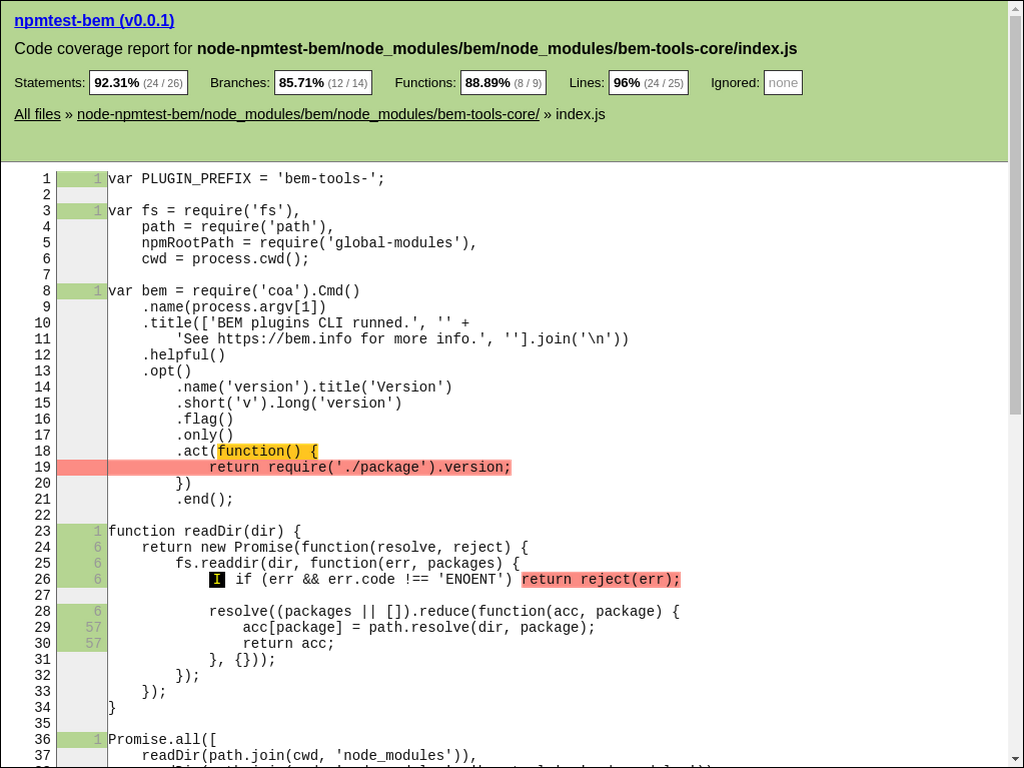 npmtest-bem (v0.0.1)
Code coverage report for node-npmtest-bem/node_modules/bem/node_modules/bem-tools-core/index.js
Statements: 92.31% (24 / 26) Branches: 85.71% (12 / 14) Functions: 88.89% (8 / 9) Lines: 96% (24 / 25) Ignored: none
All files » node-npmtest-bem/node_modules/bem/node_modules/bem-tools-core/ » index.js
1 1 var PLUGIN_PREFIX = 'bem-tools-';
2
3 1 var fs = require('fs'),
4     path = require('path'),
5     npmRootPath = require('global-modules'),
6     cwd = process.cwd();
7
8 1 var bem = require('coa').Cmd()
9     .name(process.argv[1])
10     .title(['BEM plugins CLI runned.', '' +
11         'See https://bem.info for more info.', ''].join('\n'))
12     .helpful()
13     .opt()
14         .name('version').title('Version')
15         .short('v').long('version')
16         .flag()
17         .only()
18         .act(function() {
19             return require('./package').version;
20         })
21         .end();
22
23 1 function readDir(dir) {
24 6     return new Promise(function(resolve, reject) {
25 6         fs.readdir(dir, function(err, packages) {
26 6             I if (err && err.code !== 'ENOENT') return reject(err);
27
28 6             resolve((packages || []).reduce(function(acc, package) {
29 57                 acc[package] = path.resolve(dir, package);
30 57                 return acc;
31             }, {}));
32         });
33     });
34 }
35
36 1 Promise.all([
37     readDir(path.join(cwd, 'node_modules')),